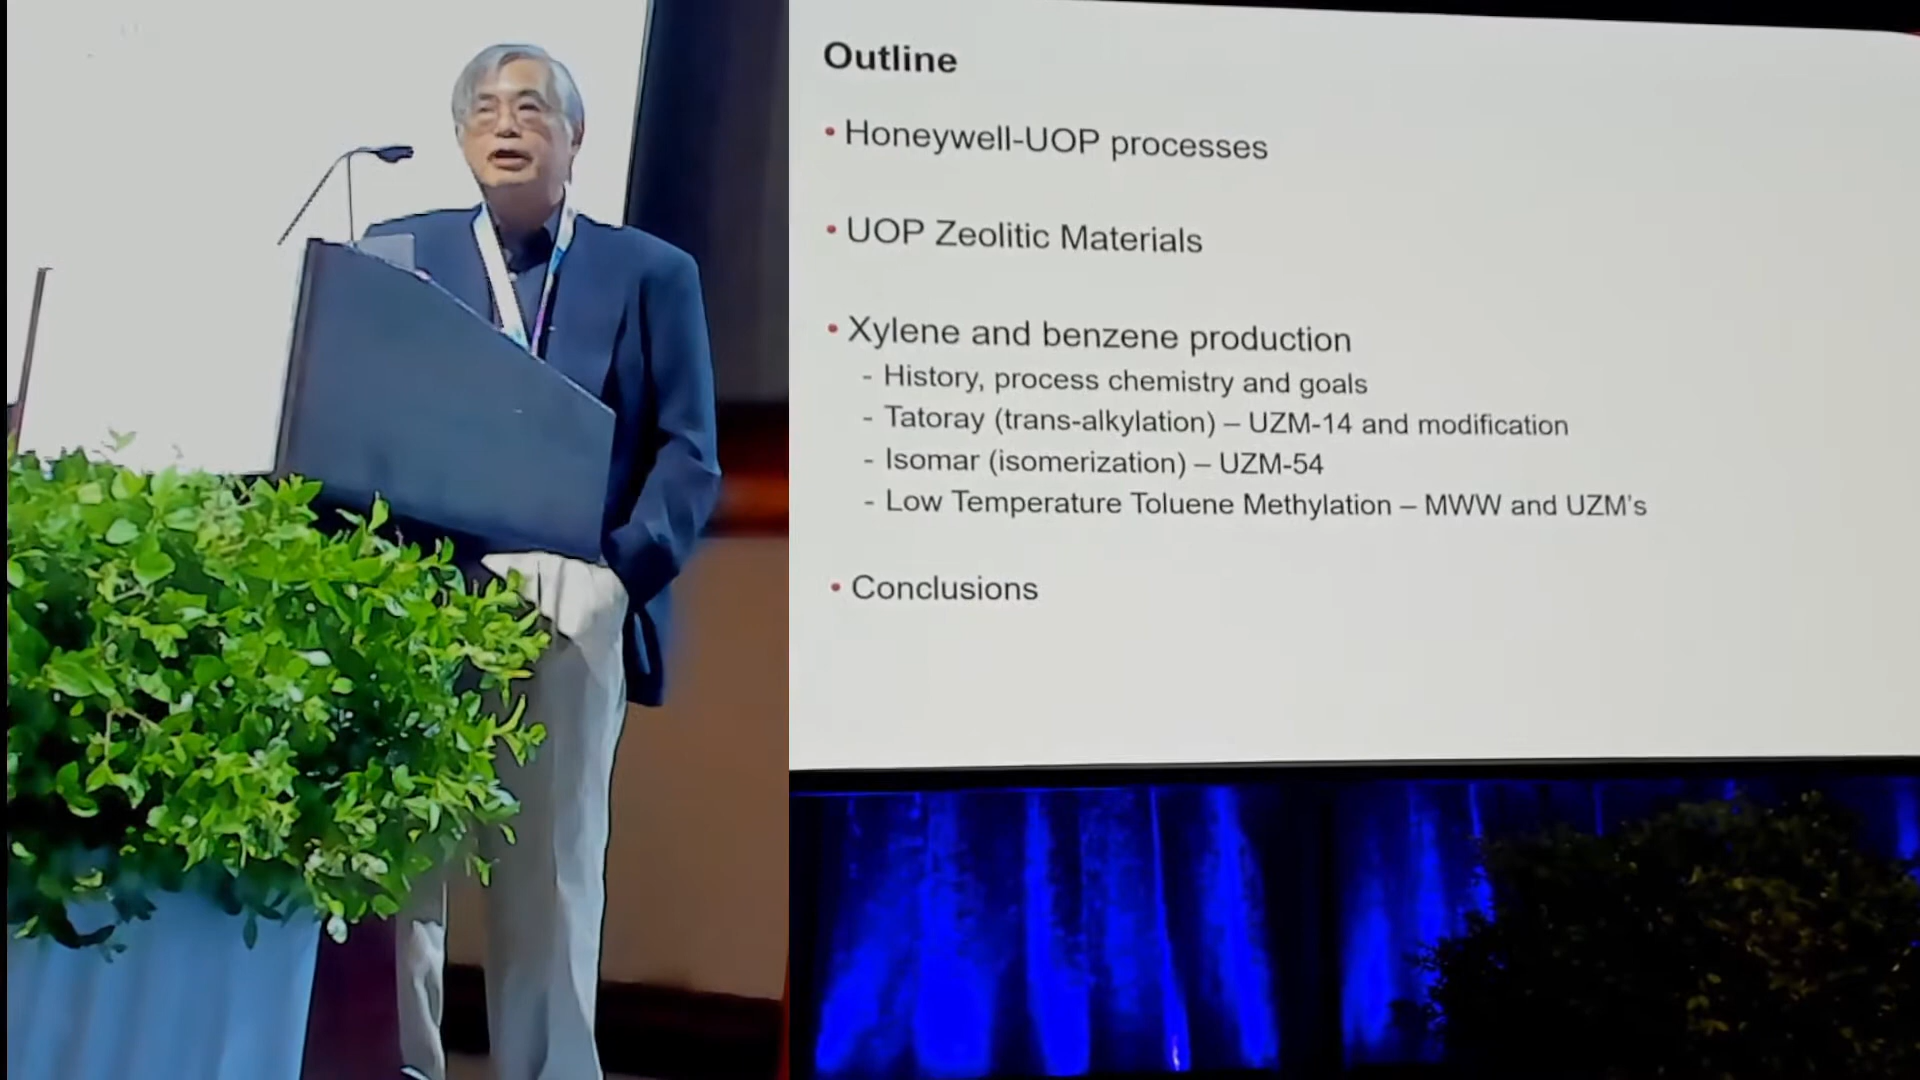 Outline
• Honeywell-UOP processes
• UOP Zeolitic Materials
• Xylene and benzene production
- History, process chemistry and goals
- Tatoray (trans-alkylation) – UZM-14 and modification
- Isomar (isomerization) – UZM-54
- Low Temperature Toluene Methylation – MWW and UZM's
• Conclusions